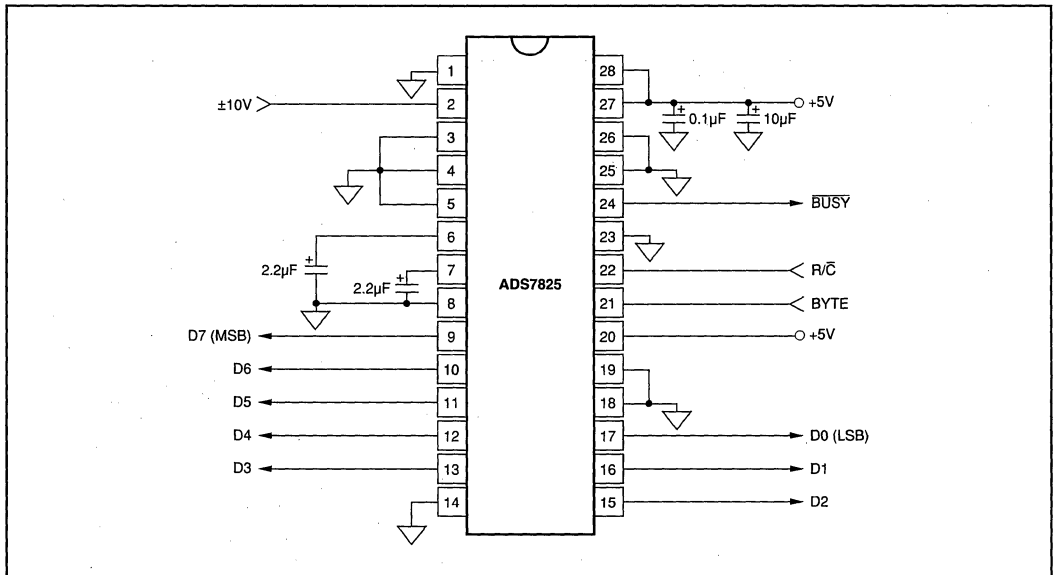 1
28
±10V
2
27
+
0.1µF
+
10µF
+5V
3
26
4
25
5
24
BUSY
6
23
2.2µF
+
7
22
R/C
2.2µF
+
ADS7825
8
21
BYTE
D7 (MSB)
9
20
+5V
D6
10
19
D5
11
18
D4
12
17
D0 (LSB)
D3
13
16
D1
14
15
D2